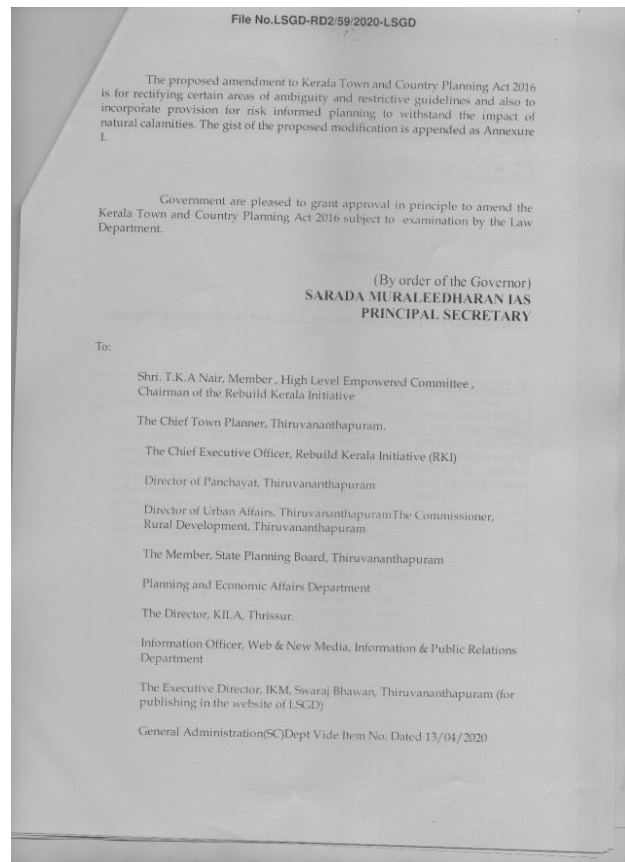 File No.LSGD-RD2/59/2020-LSGD
The proposed amendment to Kerala Town and Country Planning Act 2016
is for rectifying certain areas of ambiguity and restrictive guidelines and also to
incorporate provision for risk informed planning to withstand the impact of
natural calamities. The gist of the proposed modification is appended as Annexure
I.
Government are pleased to grant approval in principle to amend the
Kerala Town and Country Planning Act 2016 subject to examination by the Law
Department.
(By order of the Governor)
SARADA MURALEEDHARAN IAS
PRINCIPAL SECRETARY
To:
Shri. T.K.A Nair, Member , High Level Empowered Committee ,
Chairman of the Rebuild Kerala Initiative
The Chief Town Planner, Thiruvananthapuram.
The Chief Executive Officer, Rebuild Kerala Initiative (RKI)
Director of Panchayat, Thiruvananthapuram
Director of Urban Affairs, ThiruvananthapuramThe Commissioner,
Rural Development, Thiruvananthapuram
The Member, State Planning Board, Thiruvananthapuram
Planning and Economic Affairs Department
The Director, KILA, Thrissur.
Information Officer, Web & New Media, Information & Public Relations
Department
The Executive Director, IKM, Swaraj Bhawan, Thiruvananthapuram (for
publishing in the website of LSGD)
General Administration(SC)Dept Vide Item No. Dated 13/04/2020